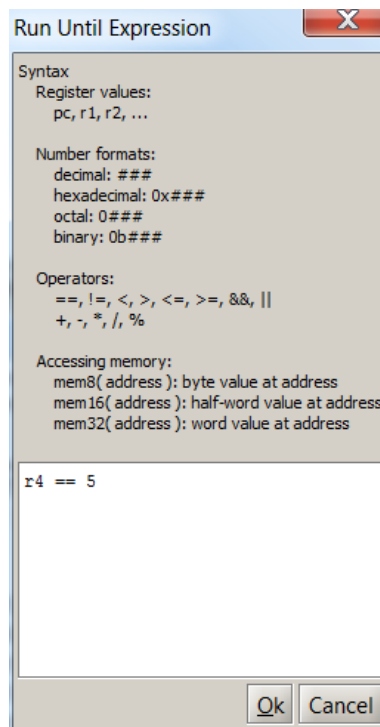 Run Until Expression
Syntax
Register values:
pc, r1, r2, ...
Number formats:
decimal: ###
hexadecimal: 0x###
octal: 0###
binary: 0b###
Operators:
==, !=, <, >, <=, >=, &&, ||
+, -, *, /, %
Accessing memory:
mem8( address ): byte value at address
mem16( address ): half-word value at address
mem32( address ): word value at address
r4 == 5
Ok Cancel